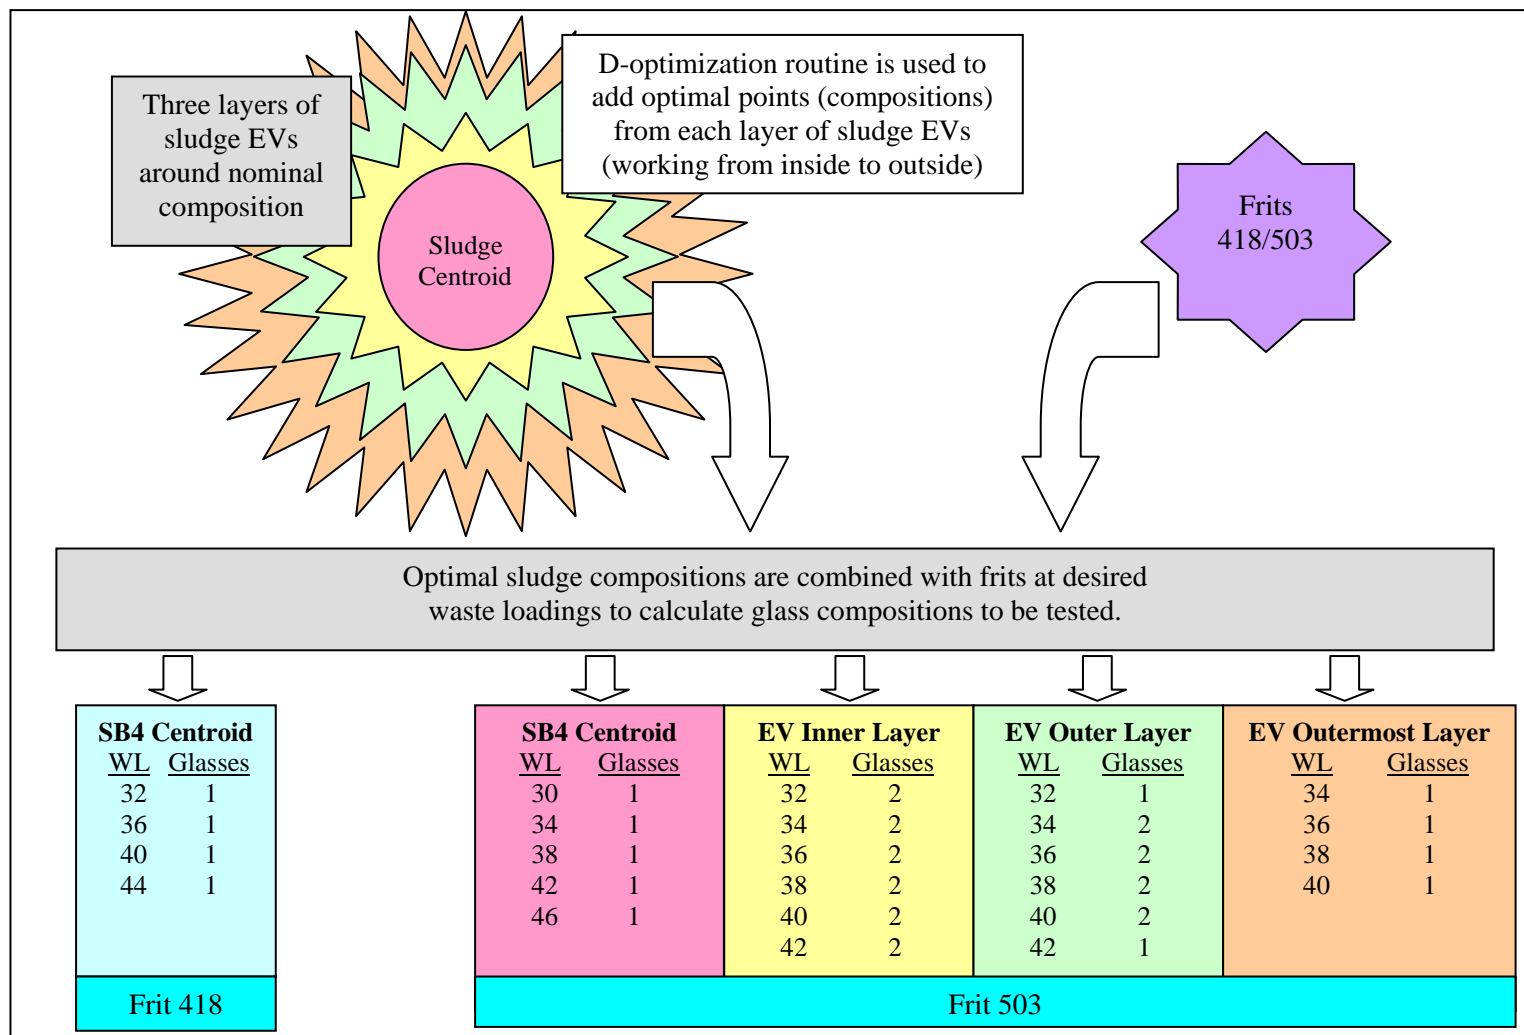 Three layers of
sludge EVs
around nominal
composition
D-optimization routine is used to
add optimal points (compositions)
from each layer of sludge EVs
(working from inside to outside)
Sludge
Centroid
Frits
418/503
Optimal sludge compositions are combined with frits at desired
waste loadings to calculate glass compositions to be tested.
SB4 Centroid
WL Glasses
32 1
36 1
40 1
44 1
Frit 418
SB4 Centroid
WL Glasses
30 1
34 1
38 1
42 1
46 1
EV Inner Layer
WL Glasses
32 2
34 2
36 2
38 2
40 2
42 2
EV Outer Layer
WL Glasses
32 1
34 2
36 2
38 2
40 2
42 1
EV Outermost Layer
WL Glasses
34 1
36 1
38 1
40 1
Frit 503